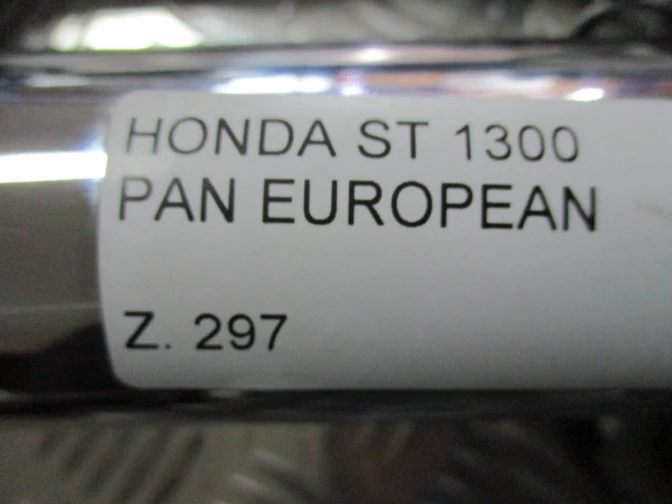 HONDA ST 1300
PAN EUROPEAN
Z. 297